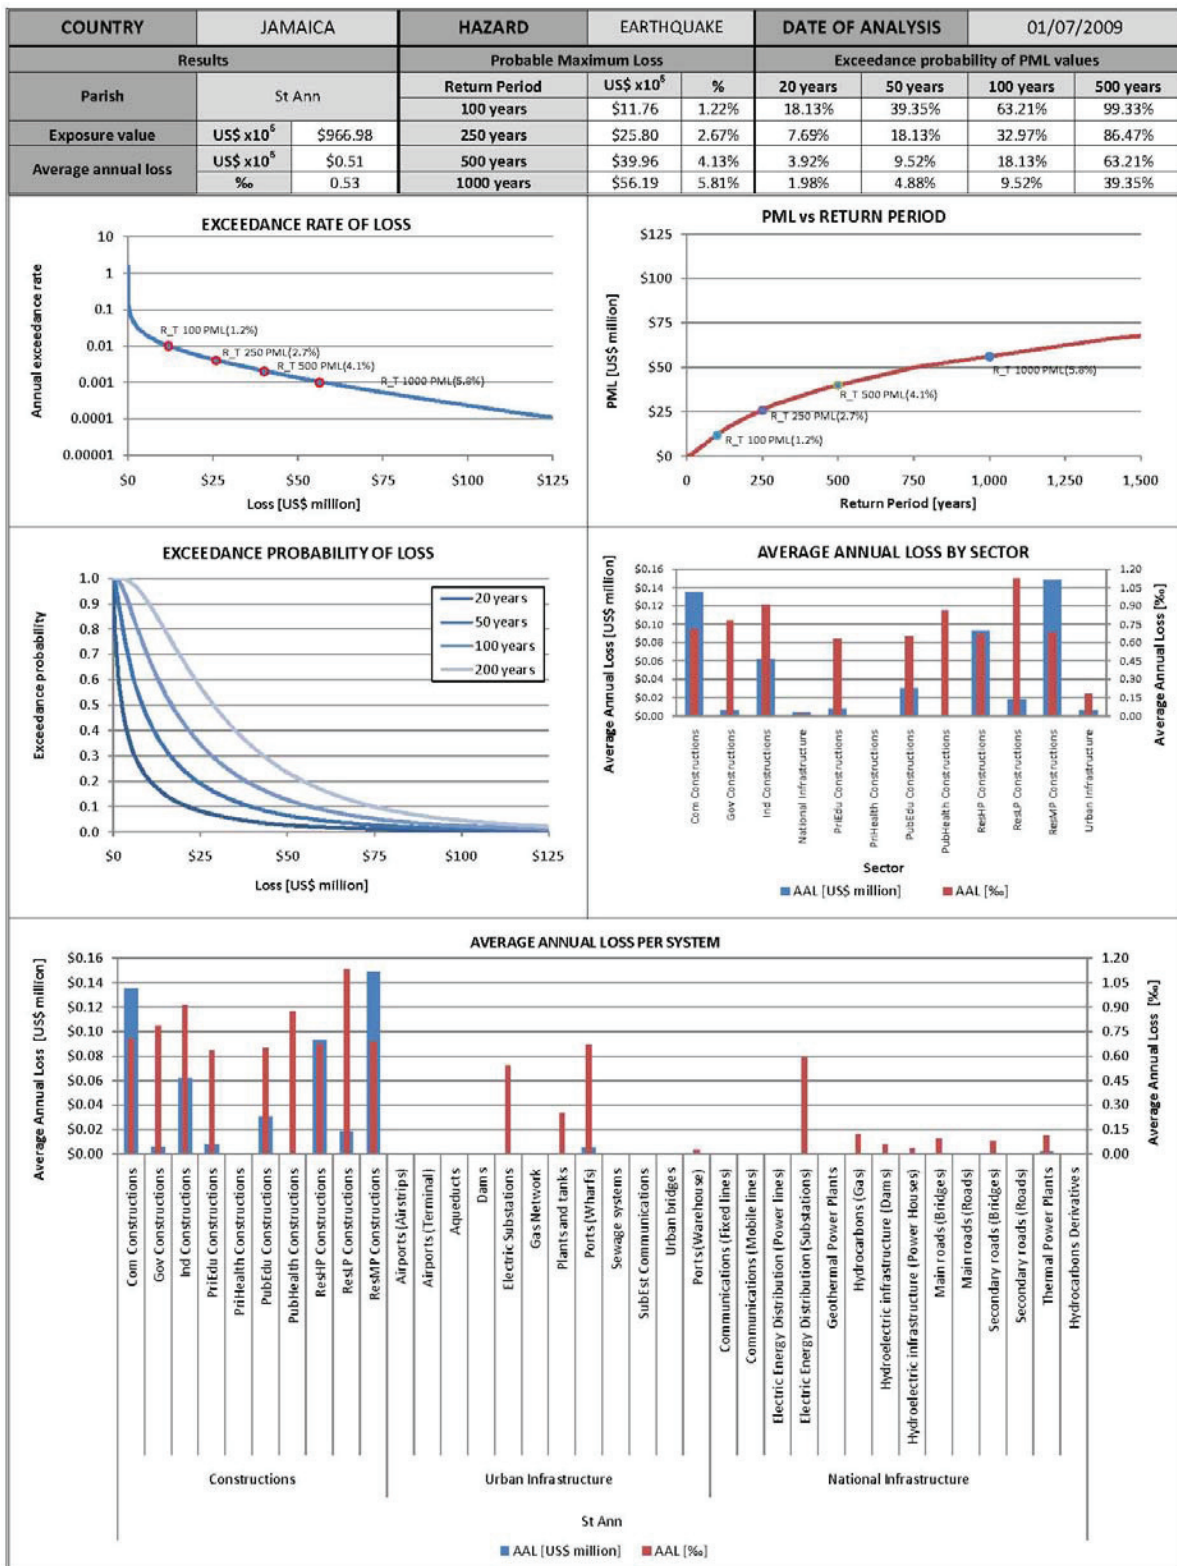 COUNTRY JAMAICA HAZARD EARTHQUAKE DATE OF ANALYSIS 01/07/2009
Results Probable Maximum Loss Exceedance probability of PML values
Parish St Ann Return Period US$ x10⁶ % 20 years 50 years 100 years 500 years
100 years $11.76 1.22% 18.13% 39.35% 63.21% 99.33%
Exposure value US$ x10⁶ $966.98 250 years $25.80 2.67% 7.69% 18.13% 32.97% 86.47%
Average annual loss US$ x10⁶ $0.51 500 years $39.96 4.13% 3.92% 9.52% 18.13% 63.21%
‰ 0.53 1000 years $56.19 5.81% 1.98% 4.88% 9.52% 39.35%
EXCEEDANCE RATE OF LOSS
Annual exceedance rate
10
1
0.1
0.01
0.001
0.0001
0.00001
R_T 100 PML(1.2%)
R_T 250 PML(2.7%)
R_T 500 PML(4.1%)
R_T 1000 PML(5.8%)
$0 $25 $50 $75 $100 $125
Loss [US$ million]
PML vs RETURN PERIOD
PML [US$ million]
$125
$100
$75
$50
$25
$0
R_T 1000 PML(5.8%)
R_T 500 PML(4.1%)
R_T 250 PML(2.7%)
R_T 100 PML(1.2%)
0 250 500 750 1,000 1,250 1,500
Return Period [years]
EXCEEDANCE PROBABILITY OF LOSS
Exceedance probability
1.0
0.9
0.8
0.7
0.6
0.5
0.4
0.3
0.2
0.1
0.0
20 years
50 years
100 years
200 years
$0 $25 $50 $75 $100 $125
Loss [US$ million]
AVERAGE ANNUAL LOSS BY SECTOR
Average Annual Loss [US$ million]
$0.16
$0.14
$0.12
$0.10
$0.08
$0.06
$0.04
$0.02
$0.00
1.20
1.05
0.90
0.75
0.60
0.45
0.30
0.15
0.00
Average Annual Loss [‰]
Com Constructions
Gov Constructions
Ind Constructions
National Infrastructure
PriEdu Constructions
PriHealth Constructions
PubEdu Constructions
PubHealth Constructions
ResHP Constructions
ResLP Constructions
ResMP Constructions
Urban Infrastructure
Sector
AAL [US$ million] AAL [‰]
AVERAGE ANNUAL LOSS PER SYSTEM
Average Annual Loss [US$ million]
$0.16
$0.14
$0.12
$0.10
$0.08
$0.06
$0.04
$0.02
$0.00
1.20
1.05
0.90
0.75
0.60
0.45
0.30
0.15
0.00
Average Annual Loss [‰]
Com Constructions
Gov Constructions
Ind Constructions
PriEdu Constructions
PriHealth Constructions
PubEdu Constructions
PubHealth Constructions
ResHP Constructions
ResLP Constructions
ResMP Constructions
Airports (Airstrips)
Airports (Terminal)
Aqueducts
Dams
Electric Substations
Gas Network
Plants and tanks
Ports (Wharfs)
Sewage systems
SubEst Communications
Urban bridges
Ports (Warehouse)
Communications (Fixed lines)
Communications (Mobile lines)
Electric Energy Distribution (Power lines)
Electric Energy Distribution (Substations)
Geothermal Power Plants
Hydrocarbons (Gas)
Hydroelectric infrastructure (Dams)
Hydroelectric infrastructure (Power Houses)
Main roads (Bridges)
Main roads (Roads)
Secondary roads (Bridges)
Secondary roads (Roads)
Thermal Power Plants
Hydrocarbons Derivatives
Constructions Urban Infrastructure National Infrastructure
St Ann
AAL [US$ million] AAL [‰]